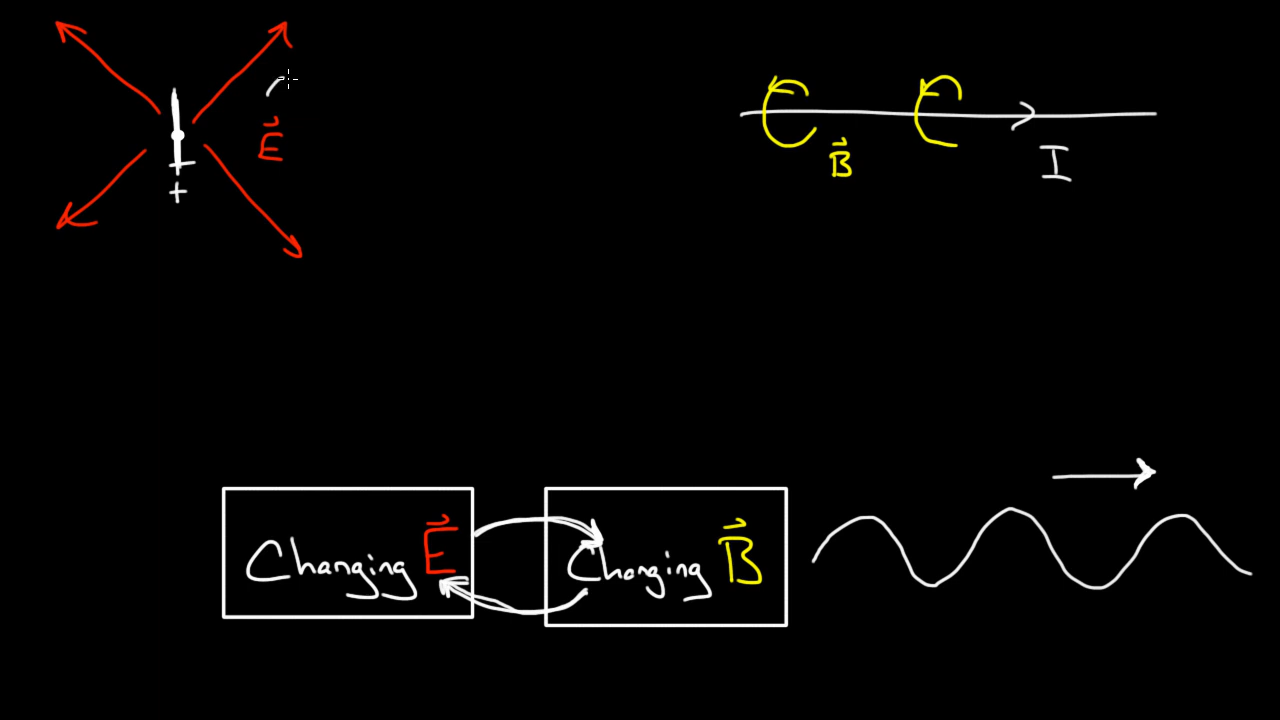 E⃗
+
B⃗
I
Changing E⃗
Changing B⃗